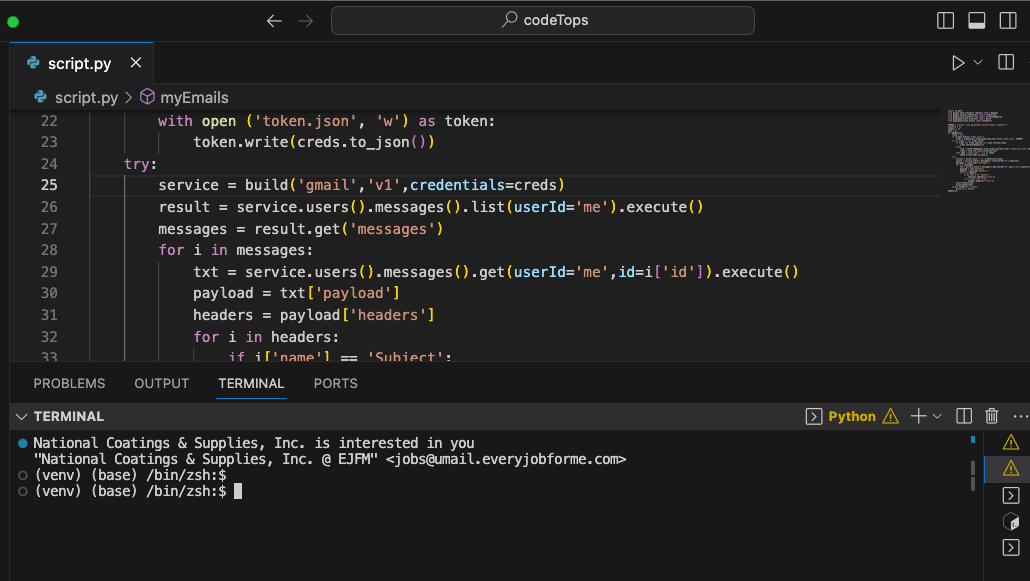 codeTops
script.py
script.py > myEmails
22 with open ('token.json', 'w') as token:
23 token.write(creds.to_json())
24 try:
25 service = build('gmail','v1',credentials=creds)
26 result = service.users().messages().list(userId='me').execute()
27 messages = result.get('messages')
28 for i in messages:
29 txt = service.users().messages().get(userId='me',id=i['id']).execute()
30 payload = txt['payload']
31 headers = payload['headers']
32 for i in headers:
33 if i['name'] == 'Subject':
PROBLEMS OUTPUT TERMINAL PORTS
TERMINAL Python
National Coatings & Supplies, Inc. is interested in you
"National Coatings & Supplies, Inc. @ EJFM" <jobs@umail.everyjobforme.com>
(venv) (base) /bin/zsh:$
(venv) (base) /bin/zsh:$